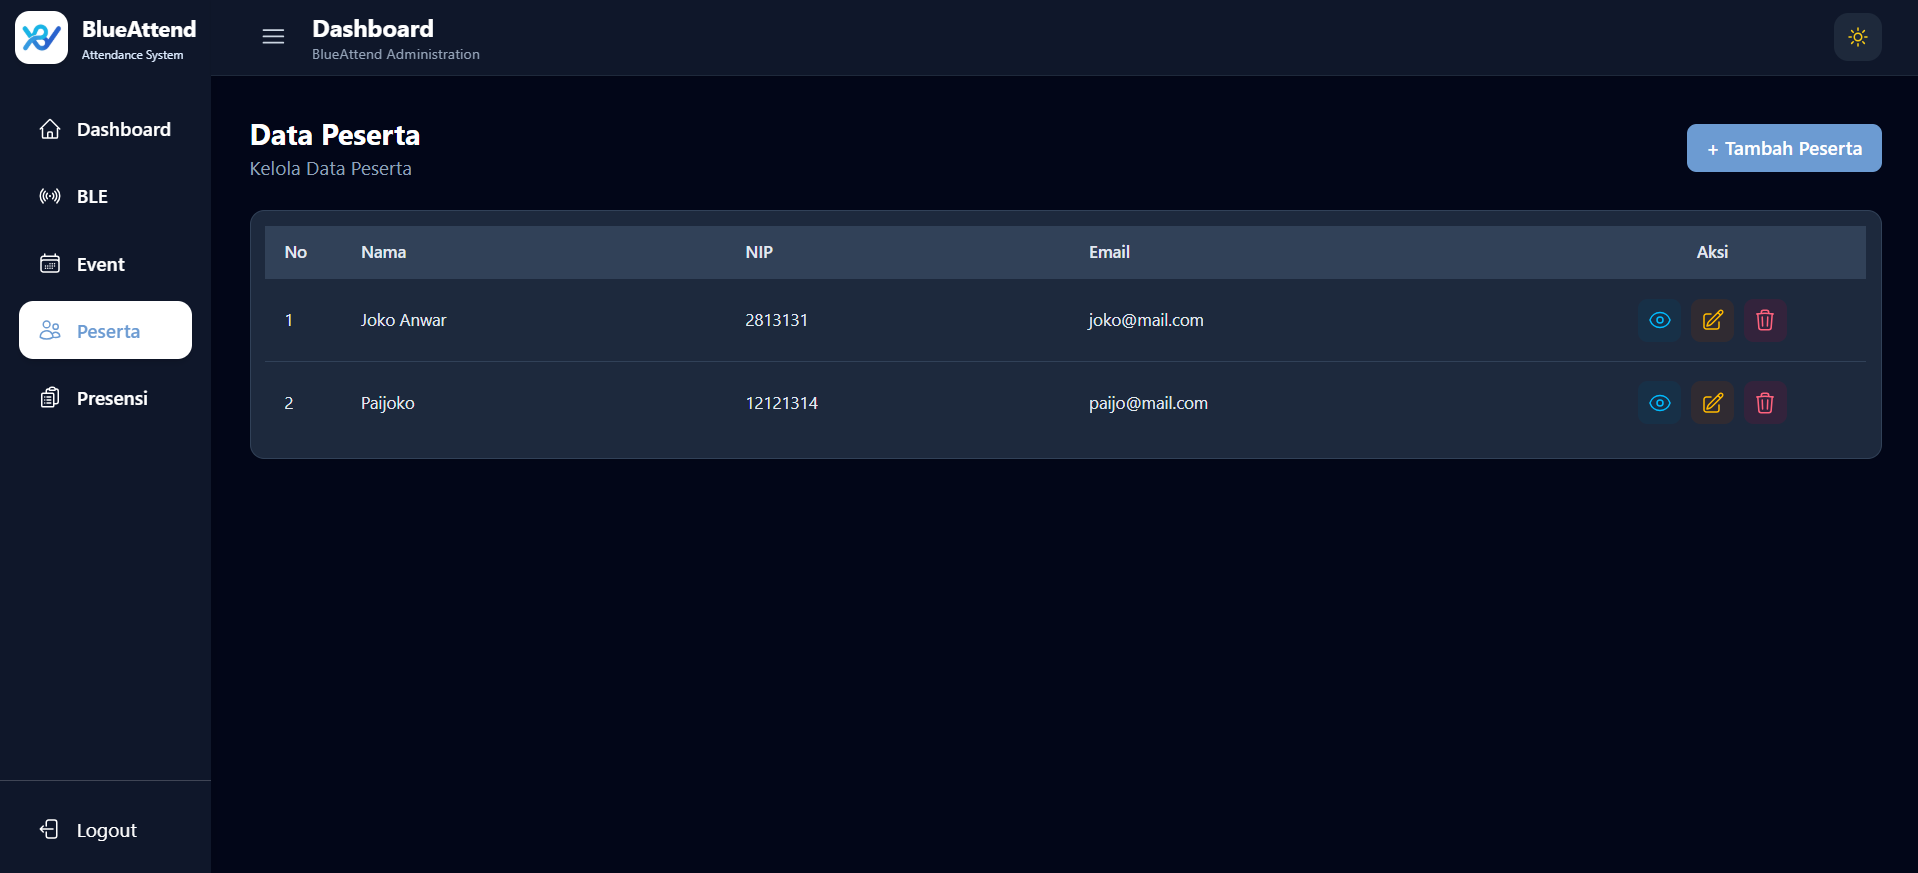 BlueAttend
Attendance System
Dashboard
BlueAttend Administration
Dashboard
BLE
Event
Peserta
Presensi
Logout
Data Peserta
Kelola Data Peserta
+ Tambah Peserta
No Nama NIP Email Aksi
1 Joko Anwar 2813131 joko@mail.com
2 Paijoko 12121314 paijo@mail.com